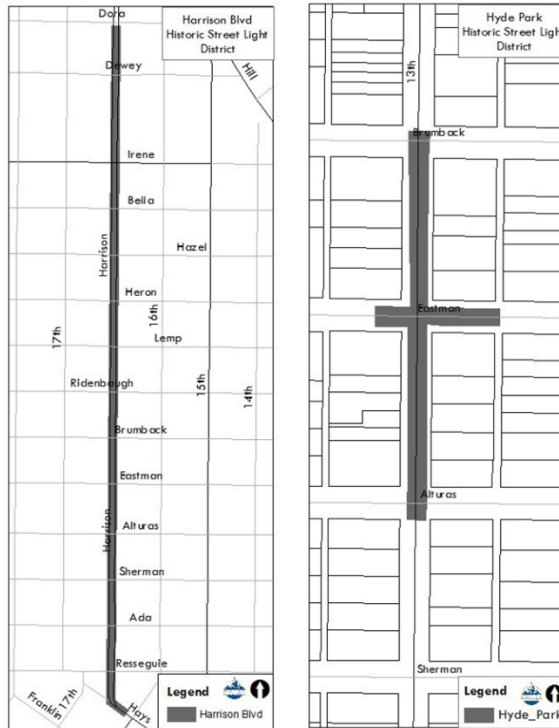 Harrison Blvd
Historic Street Light
District
Dora
Dewey
Hill
Irene
Bella
Harrison
Hazel
Heron
16th
17th
Lemp
Ridenbaugh
15th
14th
Brumback
Eastman
Harrison
Alturas
Sherman
Ada
Resseguie
Franklin
17th
Hays
Legend
Harrison Blvd
Hyde Park
Historic Street Light
District
13th
Brumback
Eastman
Alturas
Sherman
Legend
Hyde_Park